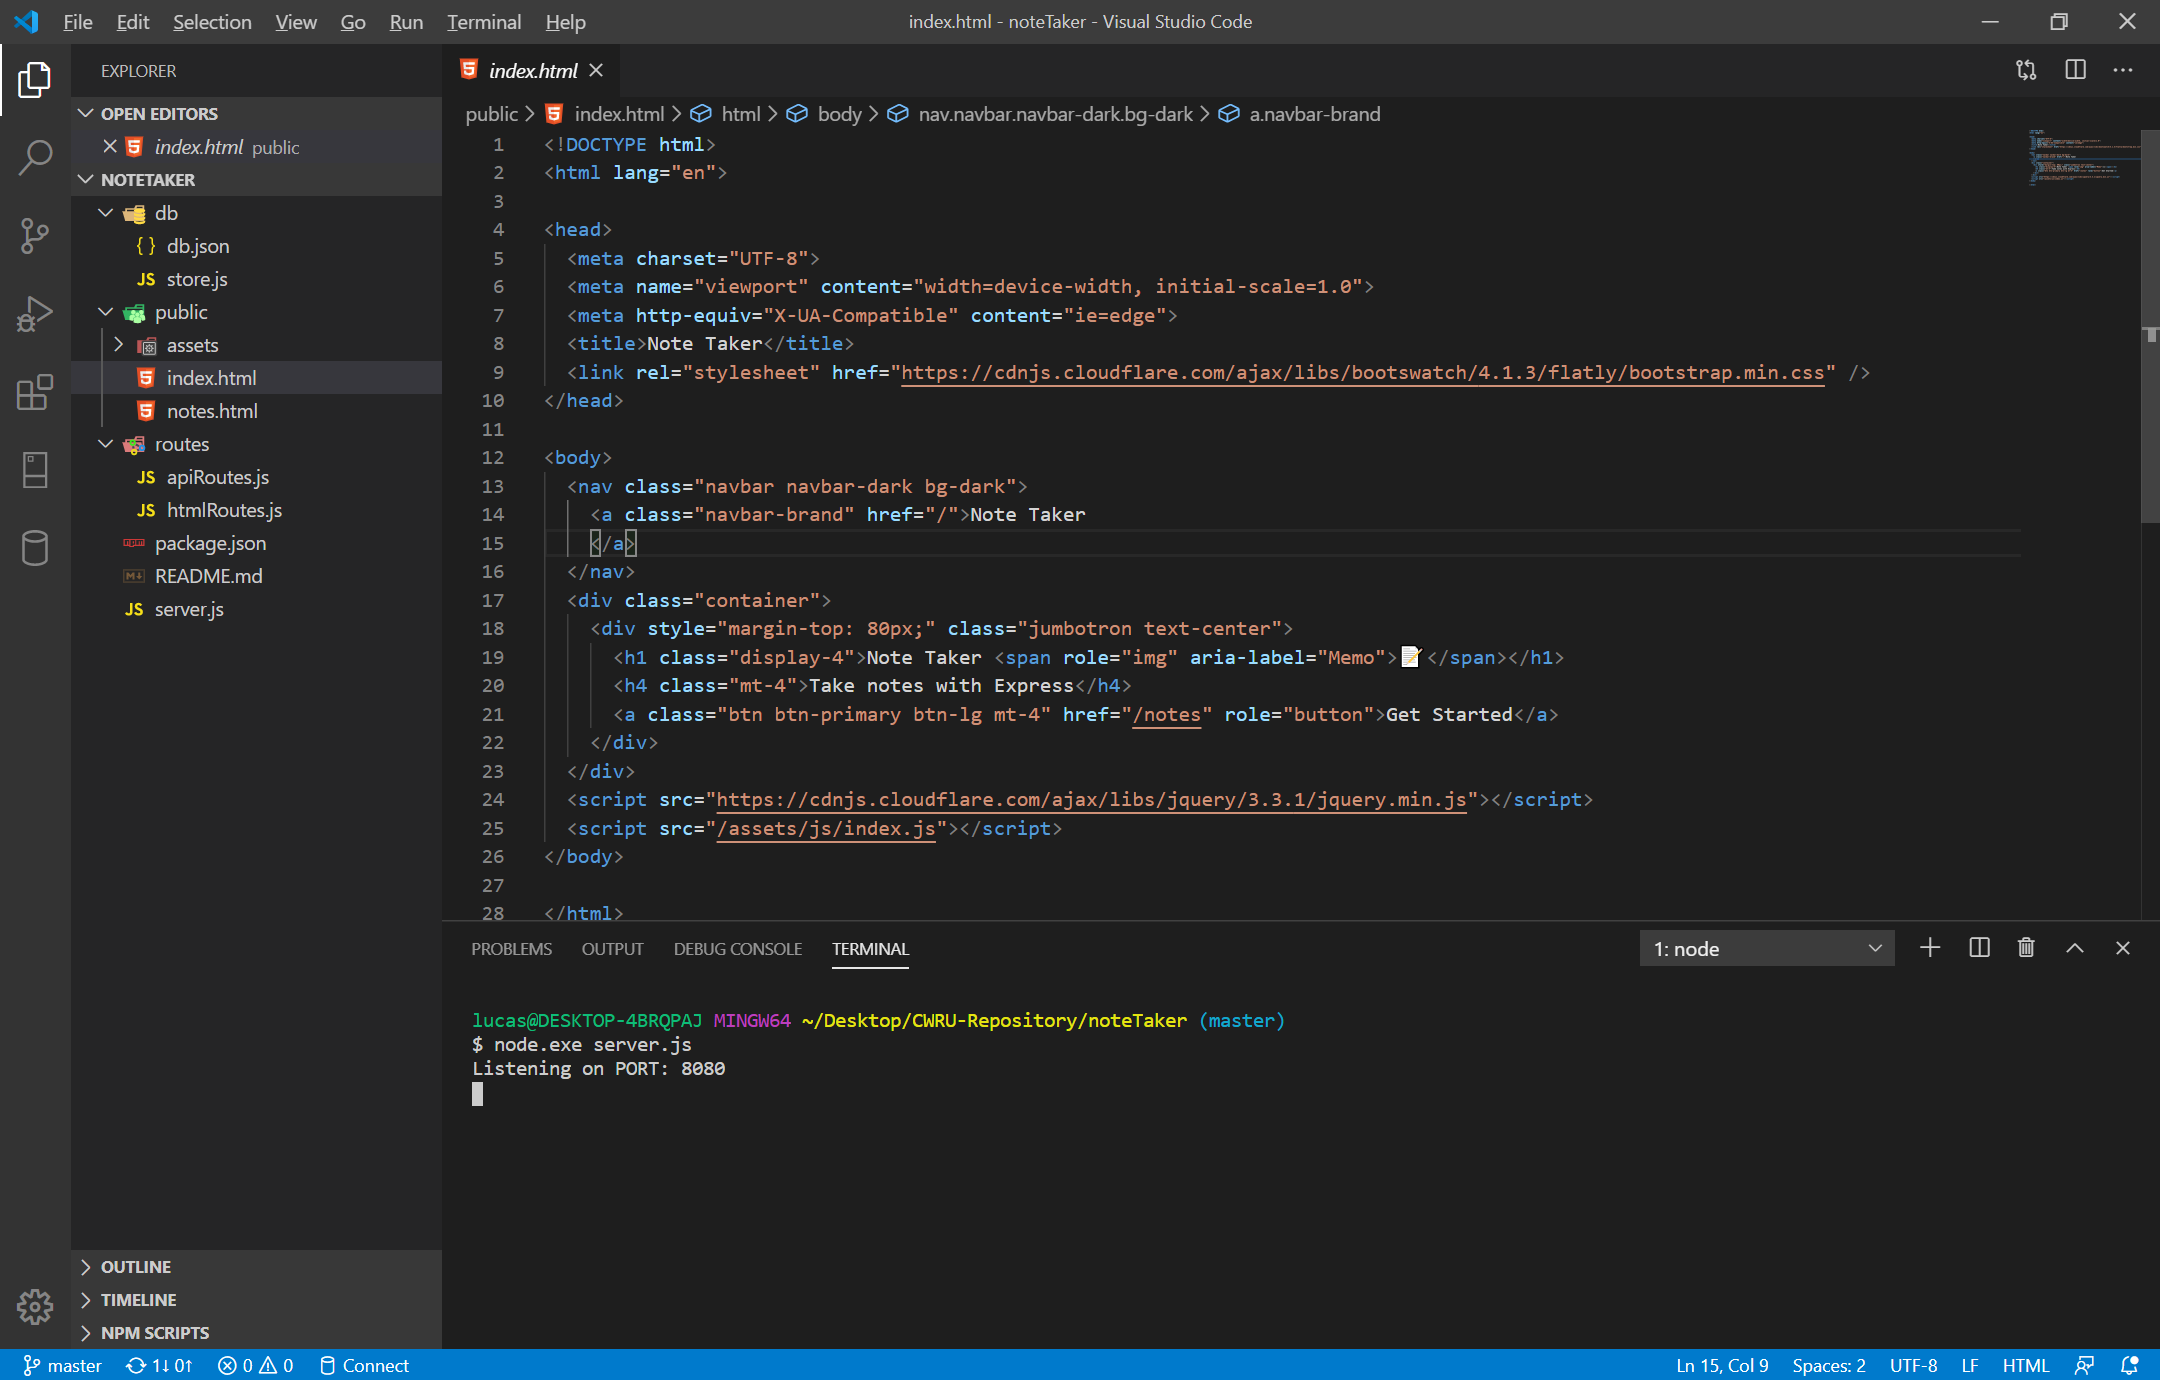 File Edit Selection View Go Run Terminal Help
index.html - noteTaker - Visual Studio Code
EXPLORER
OPEN EDITORS
index.html public
NOTETAKER
db
{ } db.json
JS store.js
public
assets
index.html
notes.html
routes
JS apiRoutes.js
JS htmlRoutes.js
package.json
README.md
JS server.js
OUTLINE
TIMELINE
NPM SCRIPTS
index.html
public > index.html > html > body > nav.navbar.navbar-dark.bg-dark > a.navbar-brand
1 <!DOCTYPE html>
2 <html lang="en">
3
4 <head>
5 <meta charset="UTF-8">
6 <meta name="viewport" content="width=device-width, initial-scale=1.0">
7 <meta http-equiv="X-UA-Compatible" content="ie=edge">
8 <title>Note Taker</title>
9 <link rel="stylesheet" href="https://cdnjs.cloudflare.com/ajax/libs/bootswatch/4.1.3/flatly/bootstrap.min.css" />
10 </head>
11
12 <body>
13 <nav class="navbar navbar-dark bg-dark">
14 <a class="navbar-brand" href="/">Note Taker
15 </a>
16 </nav>
17 <div class="container">
18 <div style="margin-top: 80px;" class="jumbotron text-center">
19 <h1 class="display-4">Note Taker <span role="img" aria-label="Memo">📝</span></h1>
20 <h4 class="mt-4">Take notes with Express</h4>
21 <a class="btn btn-primary btn-lg mt-4" href="/notes" role="button">Get Started</a>
22 </div>
23 </div>
24 <script src="https://cdnjs.cloudflare.com/ajax/libs/jquery/3.3.1/jquery.min.js"></script>
25 <script src="/assets/js/index.js"></script>
26 </body>
27
28 </html>
PROBLEMS OUTPUT DEBUG CONSOLE TERMINAL
1: node
lucas@DESKTOP-4BRQPAJ MINGW64 ~/Desktop/CWRU-Repository/noteTaker (master)
$ node.exe server.js
Listening on PORT: 8080
master 1↓ 0↑ 0 0 Connect
Ln 15, Col 9 Spaces: 2 UTF-8 LF HTML